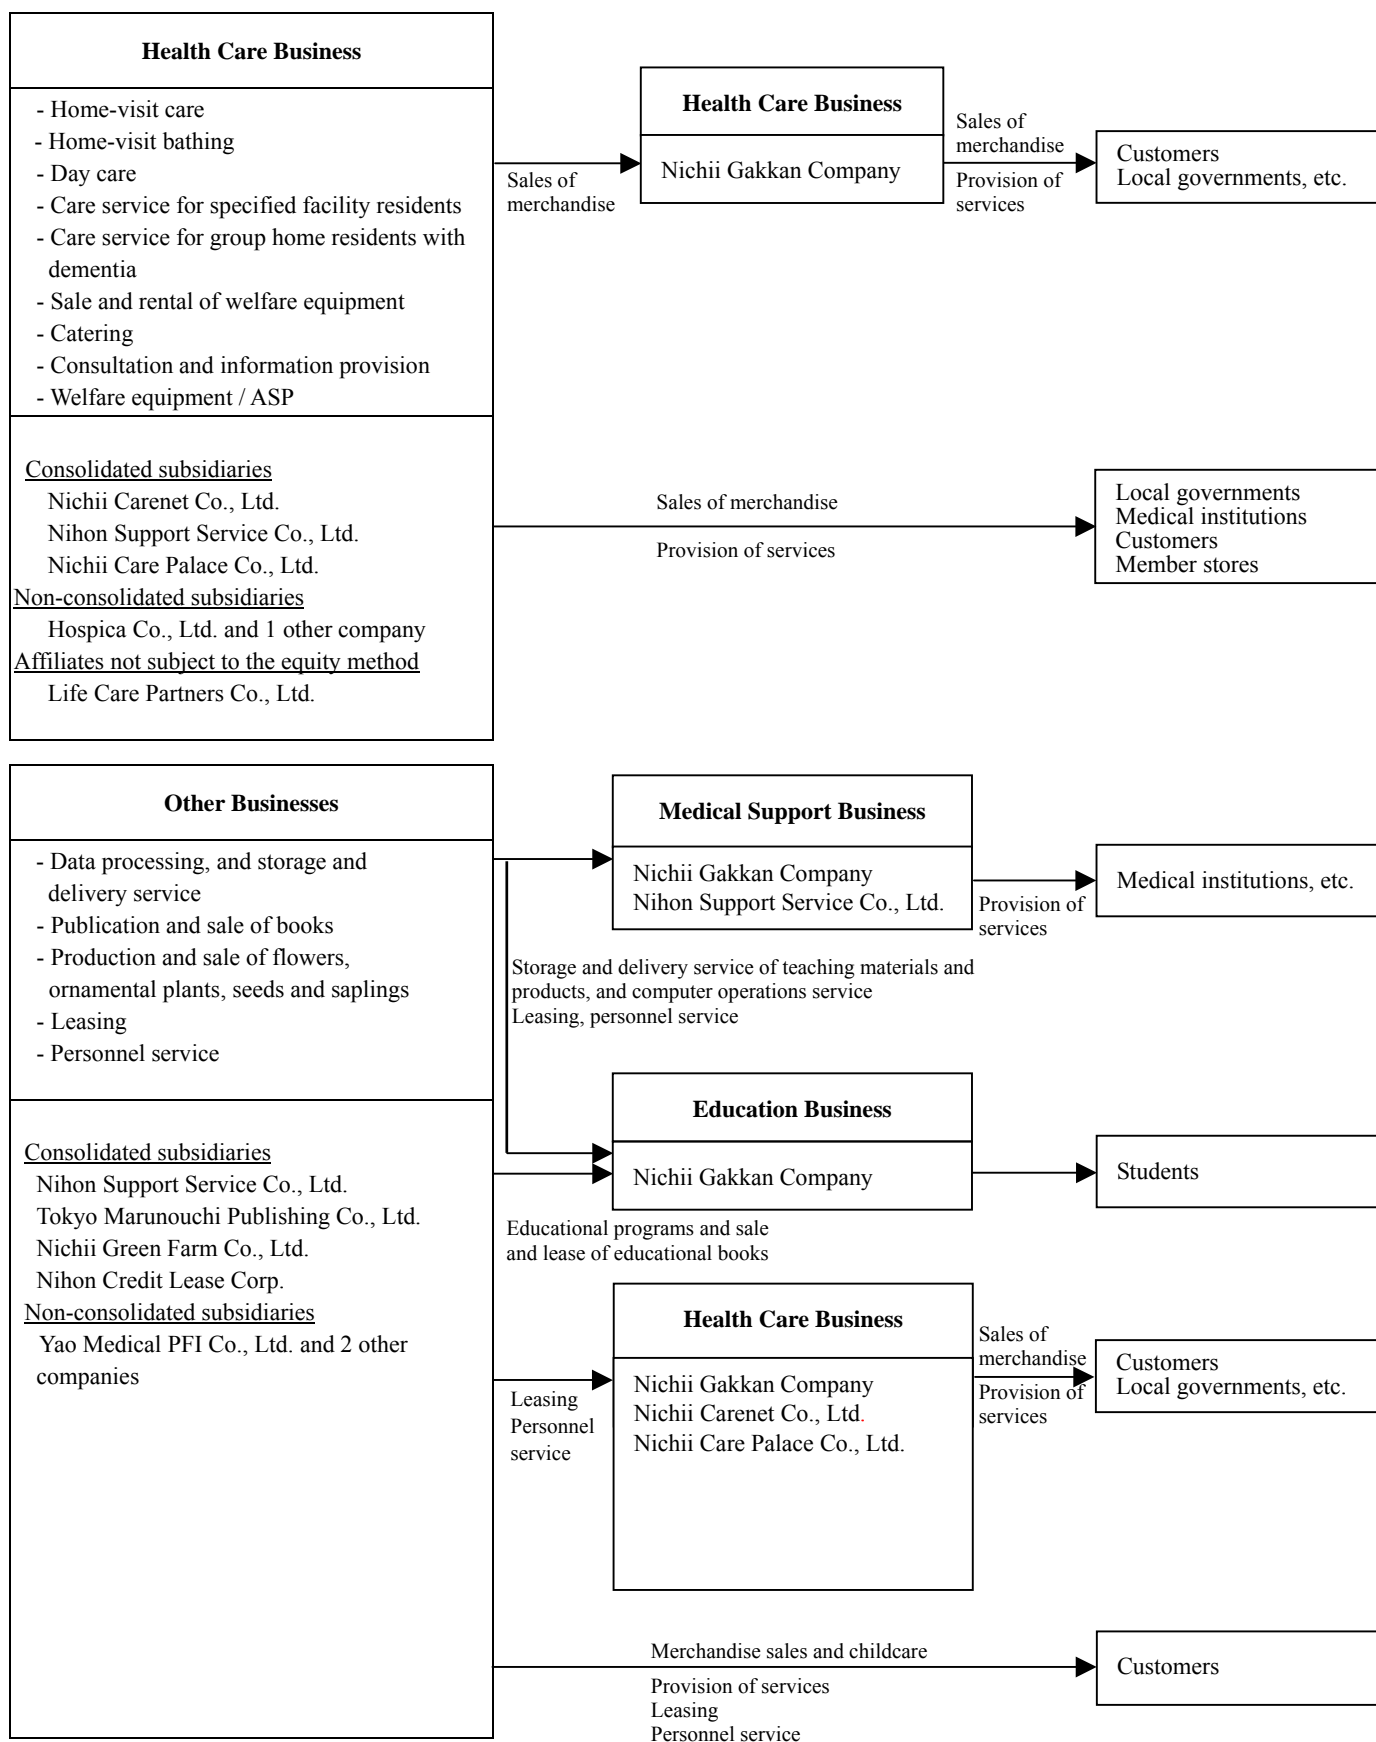 Health Care Business
- Home-visit care
- Home-visit bathing
- Day care
- Care service for specified facility residents
- Care service for group home residents with
dementia
- Sale and rental of welfare equipment
- Catering
- Consultation and information provision
- Welfare equipment / ASP
Consolidated subsidiaries
Nichii Carenet Co., Ltd.
Nihon Support Service Co., Ltd.
Nichii Care Palace Co., Ltd.
Non-consolidated subsidiaries
Hospica Co., Ltd. and 1 other company
Affiliates not subject to the equity method
Life Care Partners Co., Ltd.
Sales of
merchandise
Health Care Business
Nichii Gakkan Company
Sales of
merchandise
Provision of
services
Customers
Local governments, etc.
Sales of merchandise
Provision of services
Local governments
Medical institutions
Customers
Member stores
Other Businesses
- Data processing, and storage and
delivery service
- Publication and sale of books
- Production and sale of flowers,
ornamental plants, seeds and saplings
- Leasing
- Personnel service
Consolidated subsidiaries
Nihon Support Service Co., Ltd.
Tokyo Marunouchi Publishing Co., Ltd.
Nichii Green Farm Co., Ltd.
Nihon Credit Lease Corp.
Non-consolidated subsidiaries
Yao Medical PFI Co., Ltd. and 2 other
companies
Medical Support Business
Nichii Gakkan Company
Nihon Support Service Co., Ltd.
Provision of
services
Medical institutions, etc.
Storage and delivery service of teaching materials and
products, and computer operations service
Leasing, personnel service
Education Business
Nichii Gakkan Company
Students
Educational programs and sale
and lease of educational books
Health Care Business
Nichii Gakkan Company
Nichii Carenet Co., Ltd.
Nichii Care Palace Co., Ltd.
Leasing
Personnel
service
Sales of
merchandise
Provision of
services
Customers
Local governments, etc.
Merchandise sales and childcare
Provision of services
Leasing
Personnel service
Customers